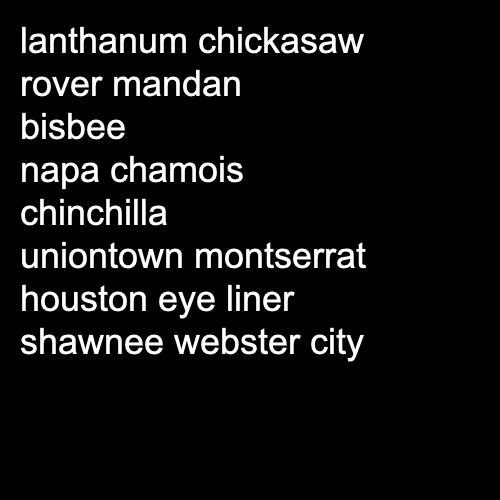 lanthanum chickasaw
rover mandan
bisbee
napa chamois
chinchilla
uniontown montserrat
houston eye liner
shawnee webster city